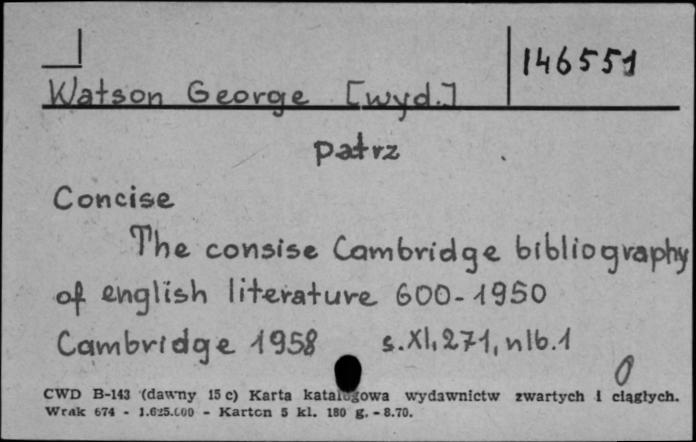 146551
Watson George [wyd.]
patrz
Concise
The consise Cambridge bibliography
of english literature 600-1950
Cambridge 1958 s.XI, 271, nlb.1
0
CWD B-143 (dawny 15 c) Karta katalogowa wydawnictw zwartych i ciągłych.
Wrak 674 - 1.625.000 - Karton 5 kl. 180 g. - 8.70.